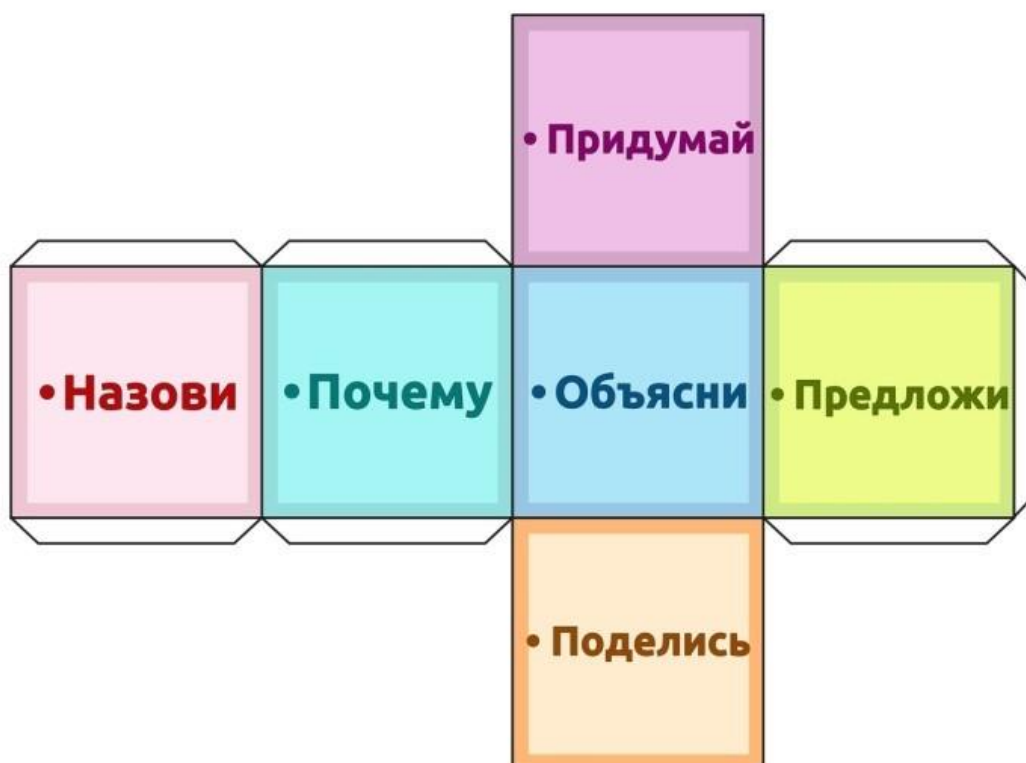 • Придумай
• Назови
• Почему
• Объясни
• Предложи
• Поделись